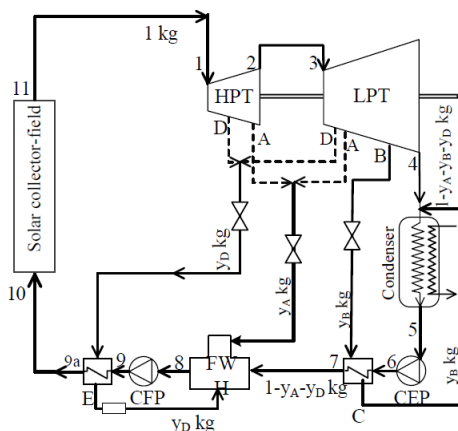 1 kg
11
1
2
3
HPT
LPT
D
A
D
A
B
4
1-yA-yB-yD kg
Solar collector-field
Condenser
yD kg
yA kg
yB kg
yB kg
10
5
9a
9
8
7
6
FW
H
E
CFP
1-yA-yD kg
CEP
C
yD kg